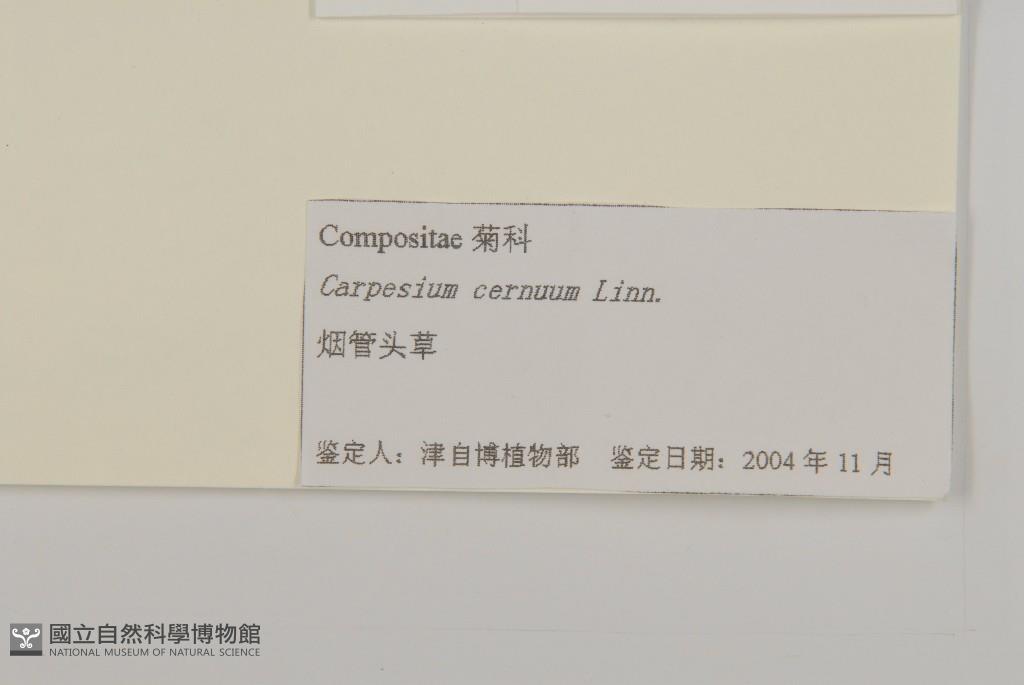 Compositae 菊科
Carpesium cernuum Linn.
烟管头草
鉴定人：津自博植物部 鉴定日期：2004 年 11 月
國立自然科學博物館
NATIONAL MUSEUM OF NATURAL SCIENCE